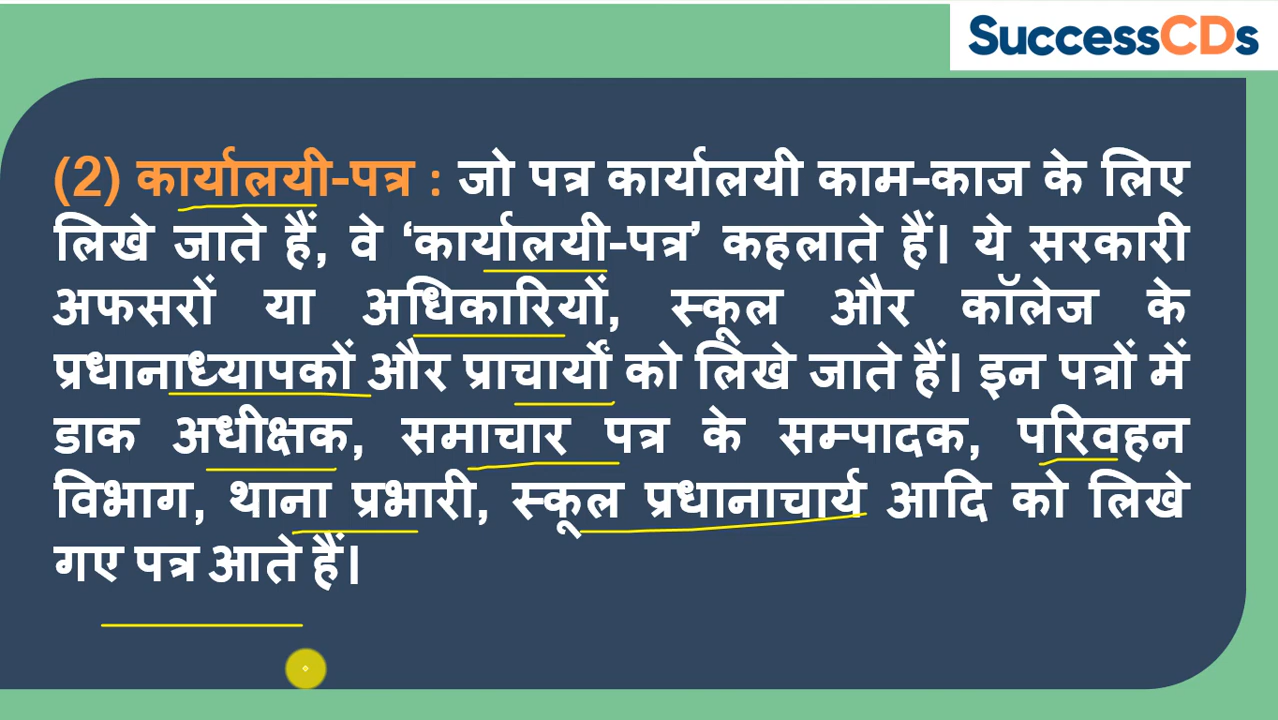 SuccessCDs
(2) कार्यालयी-पत्र : जो पत्र कार्यालयी काम-काज के लिए
लिखे जाते हैं, वे ‘कार्यालयी-पत्र’ कहलाते हैं। ये सरकारी
अफसरों या अधिकारियों, स्कूल और कॉलेज के
प्रधानाध्यापकों और प्राचार्यों को लिखे जाते हैं। इन पत्रों में
डाक अधीक्षक, समाचार पत्र के सम्पादक, परिवहन
विभाग, थाना प्रभारी, स्कूल प्रधानाचार्य आदि को लिखे
गए पत्र आते हैं।